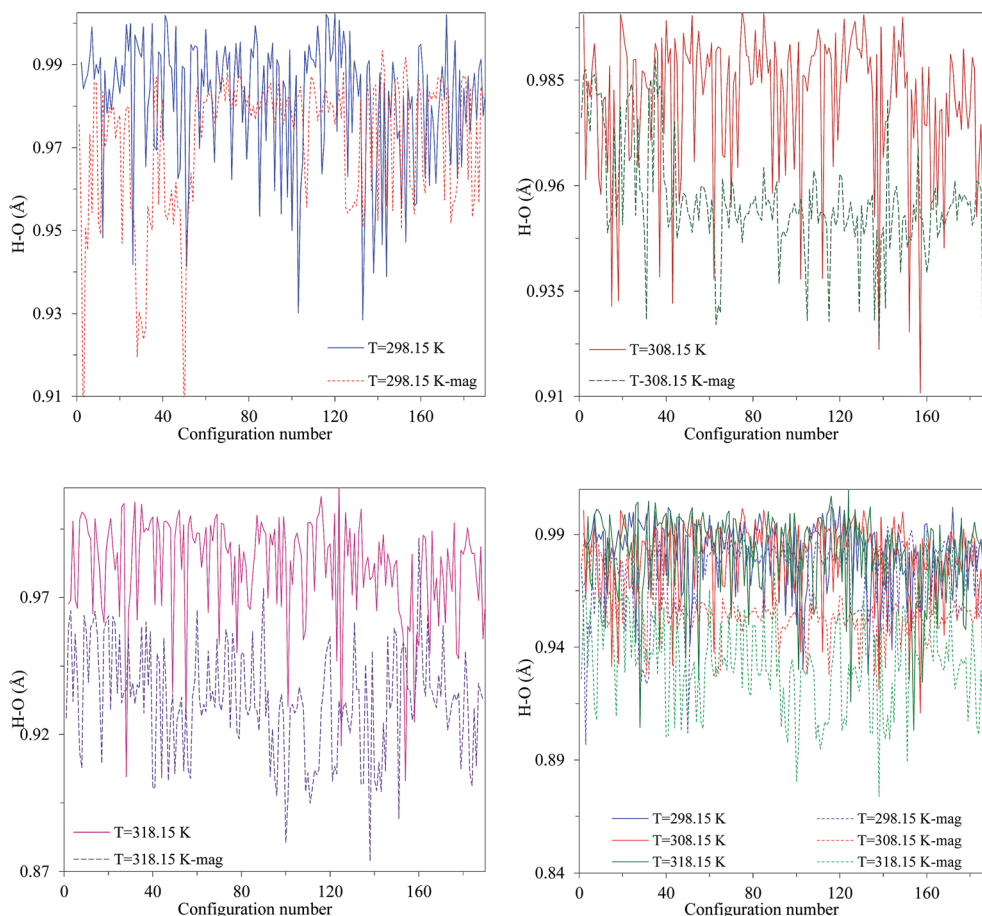 0.99
0.97
0.95
0.93
0.91
H-O (Å)
T=298.15 K
T=298.15 K-mag
0 40 80 120 160
Configuration number
0.985
0.96
0.935
0.91
H-O (Å)
T=308.15 K
T-308.15 K-mag
0 40 80 120 160
Configuration number
0.97
0.92
0.87
H-O (Å)
T=318.15 K
T=318.15 K-mag
0 40 80 120 160
Configuration number
0.99
0.94
0.89
0.84
H-O (Å)
T=298.15 K T=298.15 K-mag
T=308.15 K T=308.15 K-mag
T=318.15 K T=318.15 K-mag
0 40 80 120 160
Configuration number